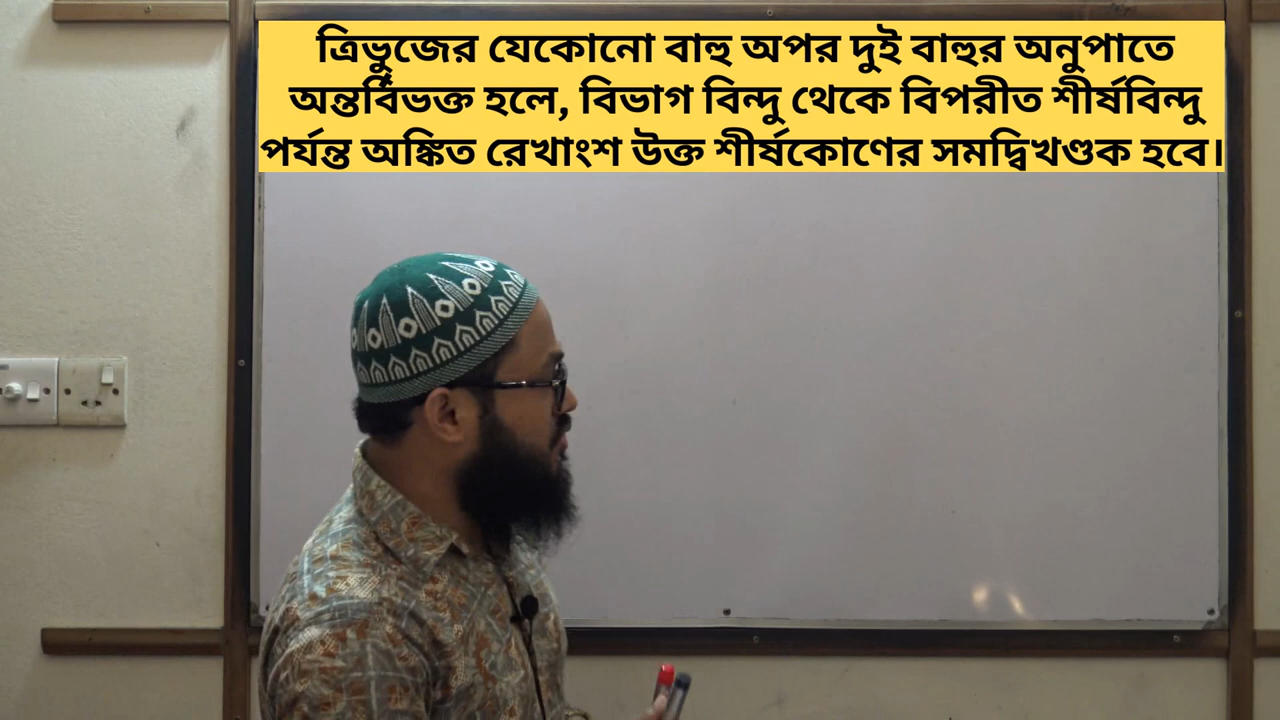 ত্রিভুজের যেকোনো বাহু অপর দুই বাহুর অনুপাতে
অন্তর্বিভক্ত হলে, বিভাগ বিন্দু থেকে বিপরীত শীর্ষবিন্দু
পর্যন্ত অঙ্কিত রেখাংশ উক্ত শীর্ষকোণের সমদ্বিখণ্ডক হবে।